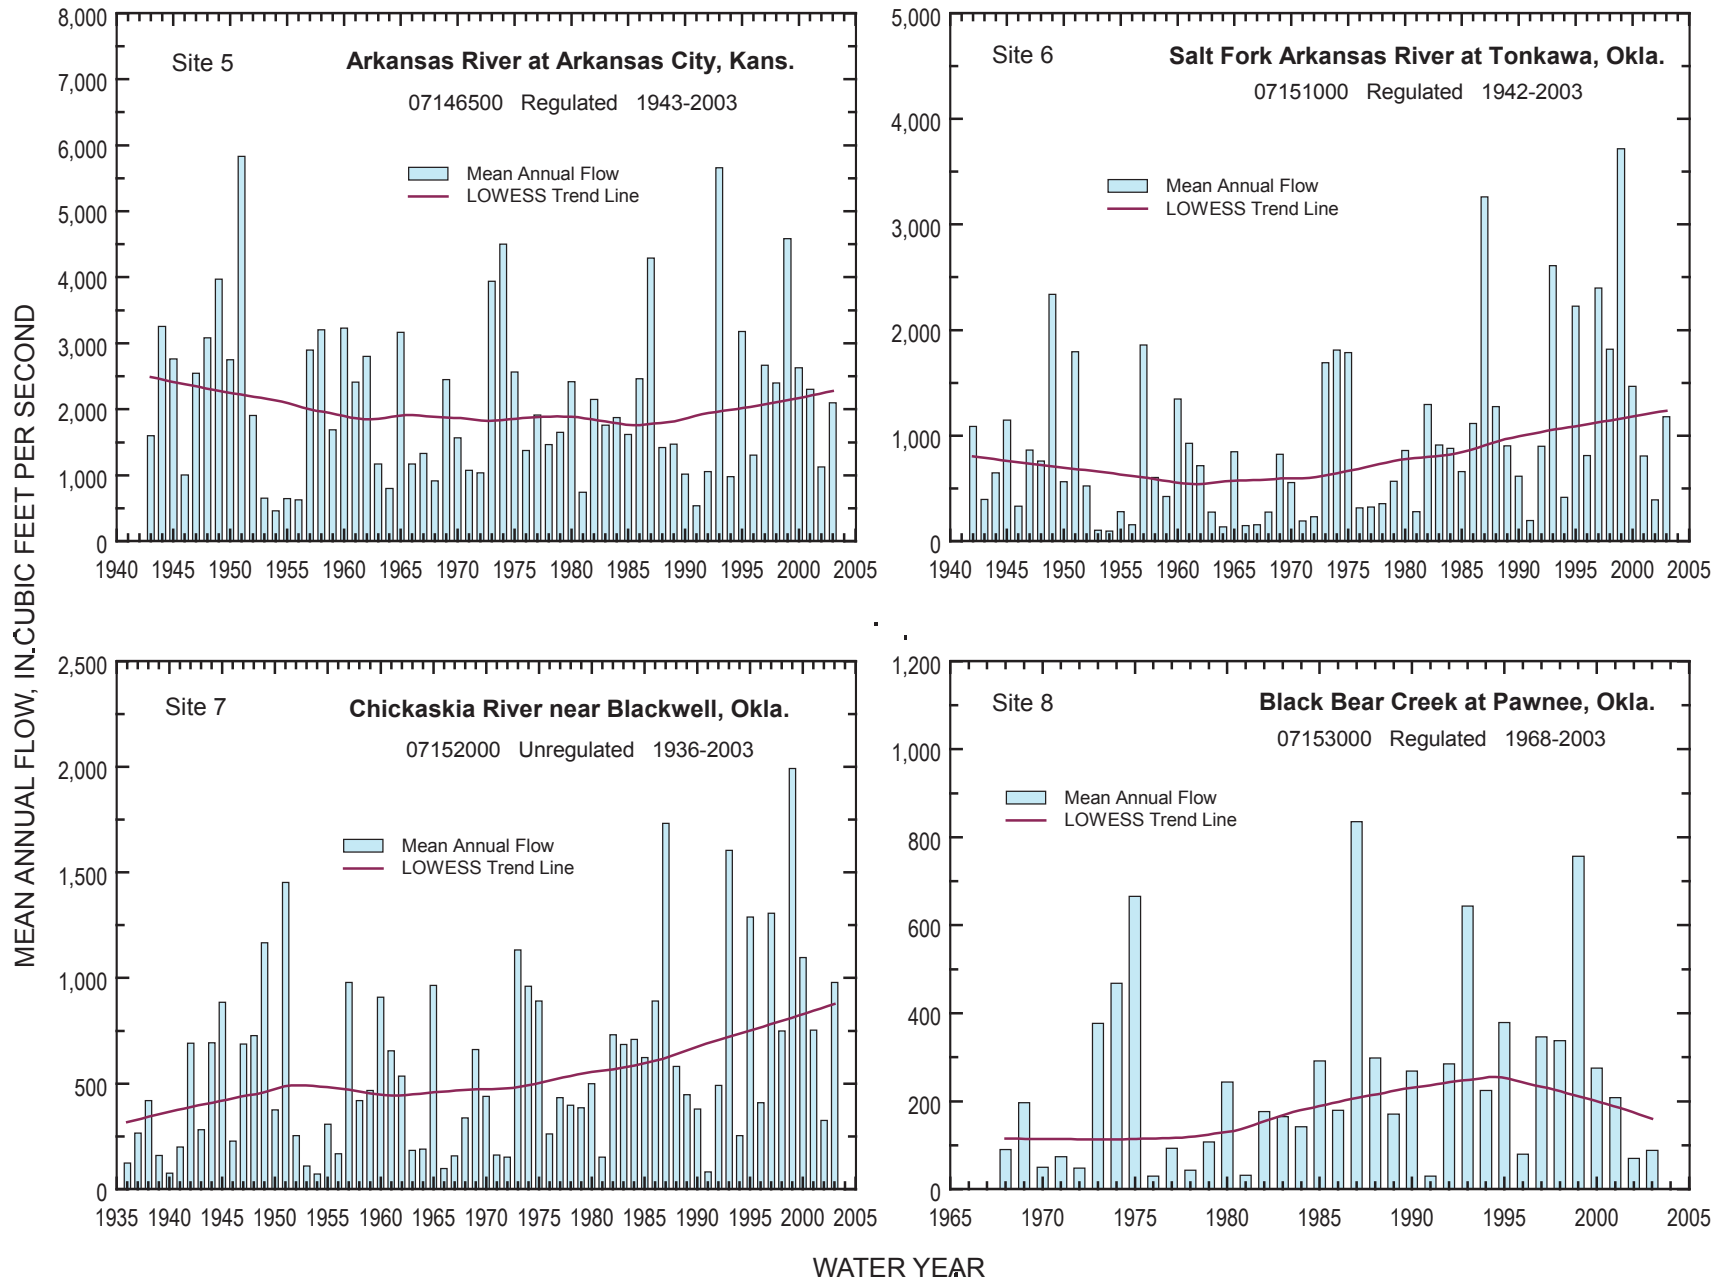 MEAN ANNUAL FLOW, IN CUBIC FEET PER SECOND
Site 5
Arkansas River at Arkansas City, Kans.
07146500 Regulated 1943-2003
Mean Annual Flow
LOWESS Trend Line
8,000
7,000
6,000
5,000
4,000
3,000
2,000
1,000
0
1940 1945 1950 1955 1960 1965 1970 1975 1980 1985 1990 1995 2000 2005
Site 6
Salt Fork Arkansas River at Tonkawa, Okla.
07151000 Regulated 1942-2003
Mean Annual Flow
LOWESS Trend Line
5,000
4,000
3,000
2,000
1,000
0
1940 1945 1950 1955 1960 1965 1970 1975 1980 1985 1990 1995 2000 2005
Site 7
Chickaskia River near Blackwell, Okla.
07152000 Unregulated 1936-2003
Mean Annual Flow
LOWESS Trend Line
2,500
2,000
1,500
1,000
500
0
1935 1940 1945 1950 1955 1960 1965 1970 1975 1980 1985 1990 1995 2000 2005
Site 8
Black Bear Creek at Pawnee, Okla.
07153000 Regulated 1968-2003
Mean Annual Flow
LOWESS Trend Line
1,200
1,000
800
600
400
200
0
1965 1970 1975 1980 1985 1990 1995 2000 2005
WATER YEAR